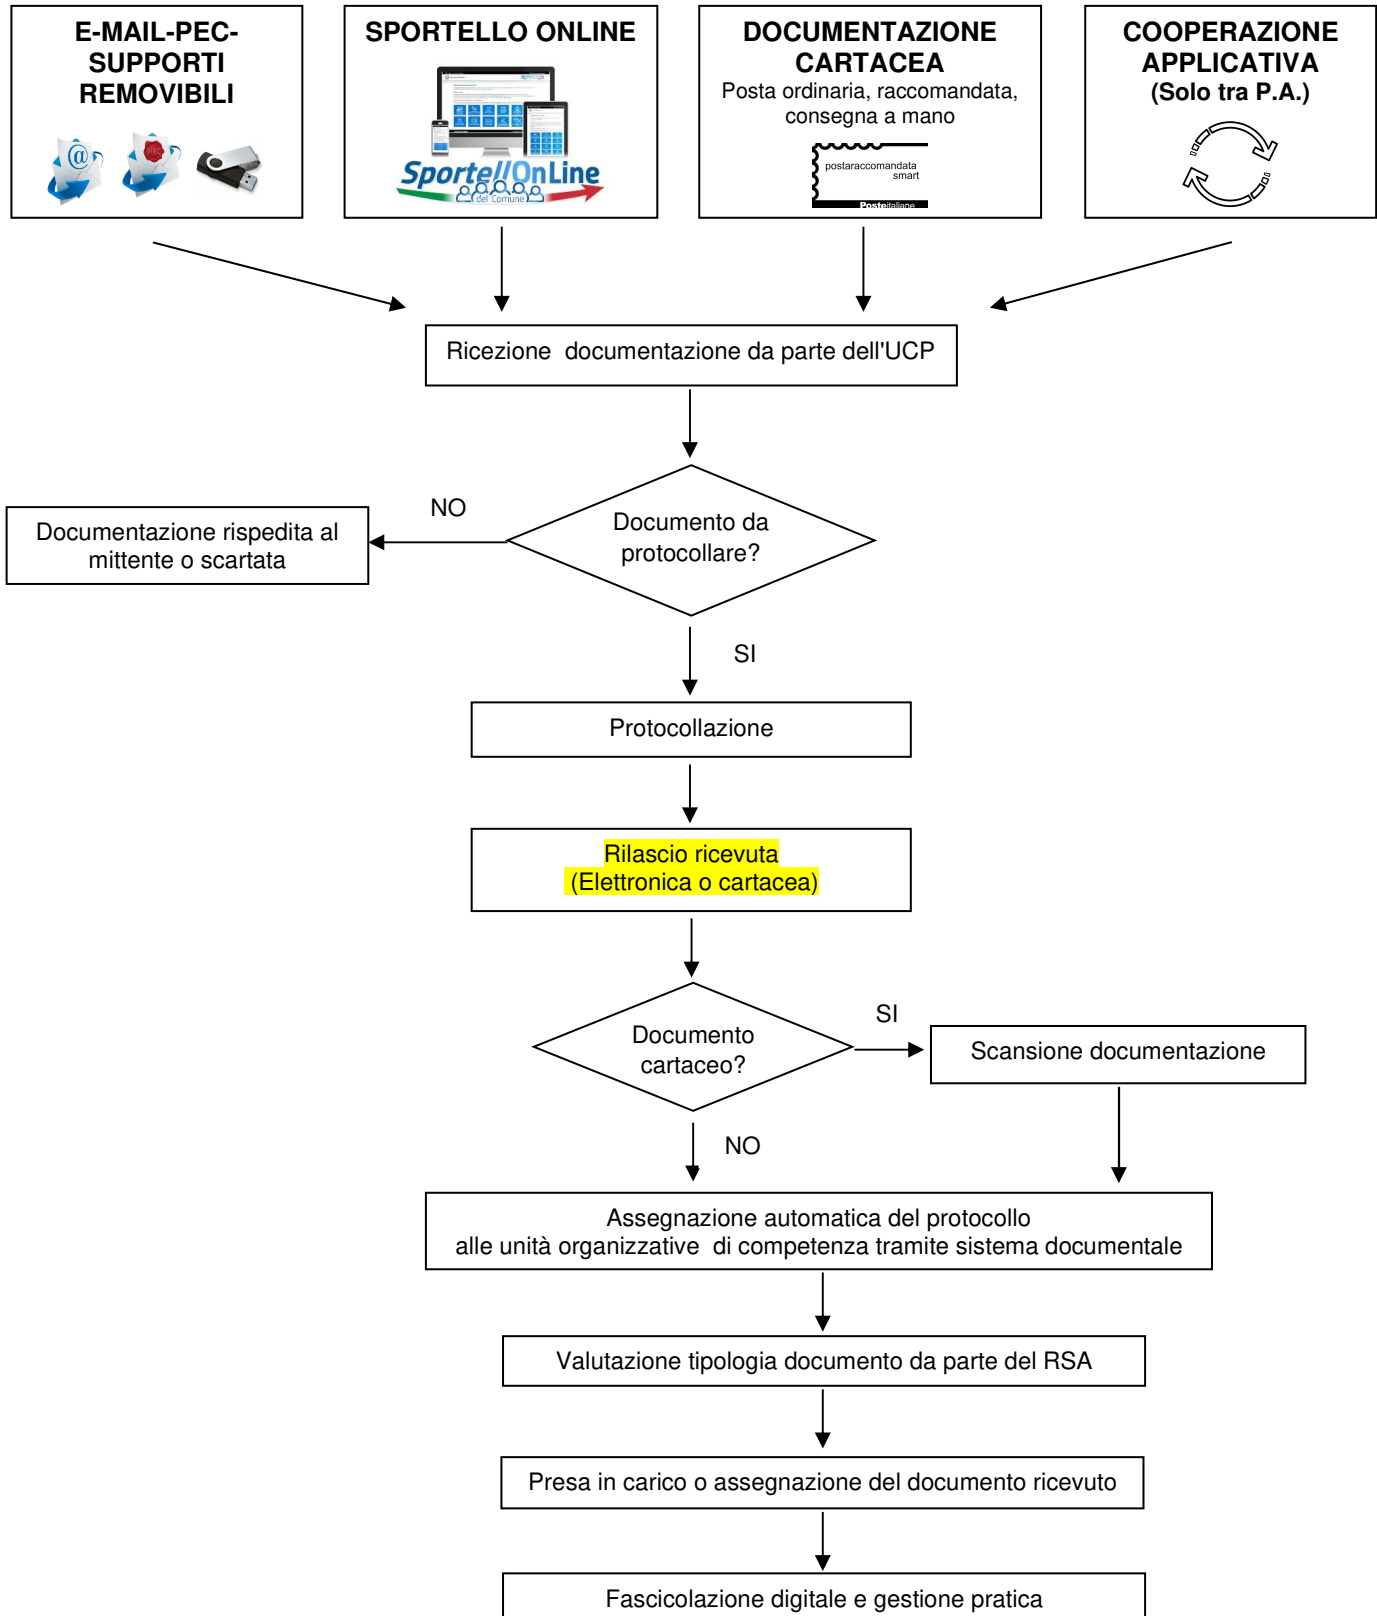 E-MAIL-PEC-
SUPPORTI
REMOVIBILI
@
SPORTELLO ONLINE
SportellOnLine
del Comune
DOCUMENTAZIONE
CARTACEA
Posta ordinaria, raccomandata,
consegna a mano
postaraccomandata
smart
Posteitaliane
COOPERAZIONE
APPLICATIVA
(Solo tra P.A.)
Ricezione documentazione da parte dell'UCP
NO
Documento da
protocollare?
Documentazione rispedita al
mittente o scartata
SI
Protocollazione
Rilascio ricevuta
(Elettronica o cartacea)
Documento
cartaceo?
SI
Scansione documentazione
NO
Assegnazione automatica del protocollo
alle unità organizzative di competenza tramite sistema documentale
Valutazione tipologia documento da parte del RSA
Presa in carico o assegnazione del documento ricevuto
Fascicolazione digitale e gestione pratica